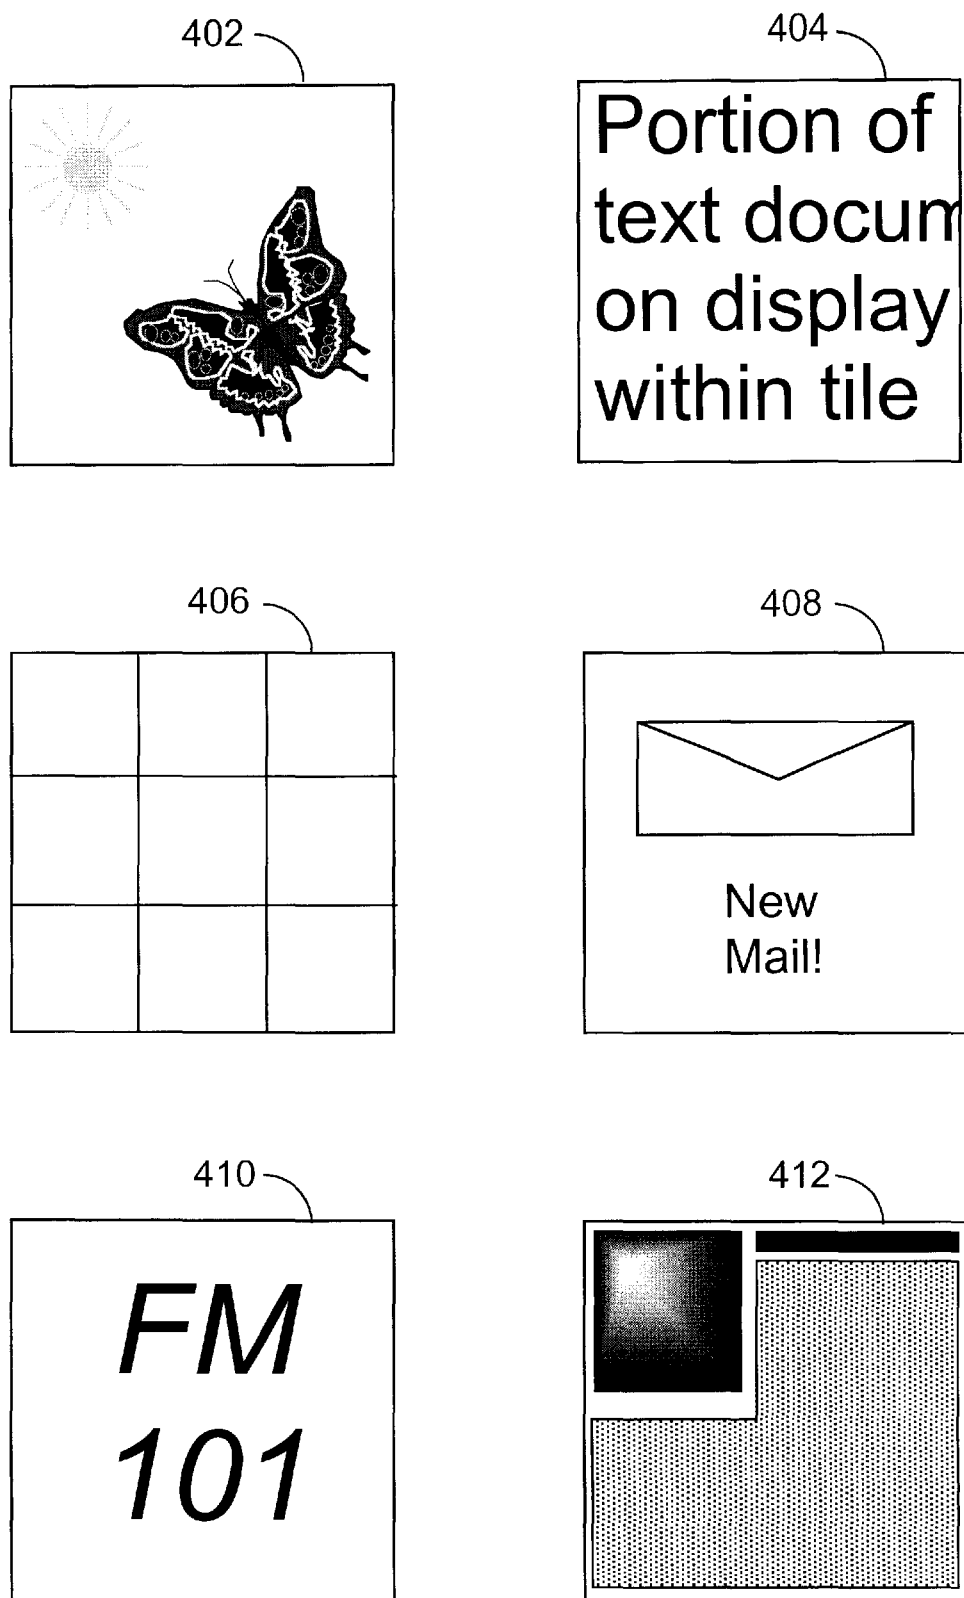 402
404
Portion of
text docum
on display
within tile
406
408
New
Mail!
410
412
FM
101